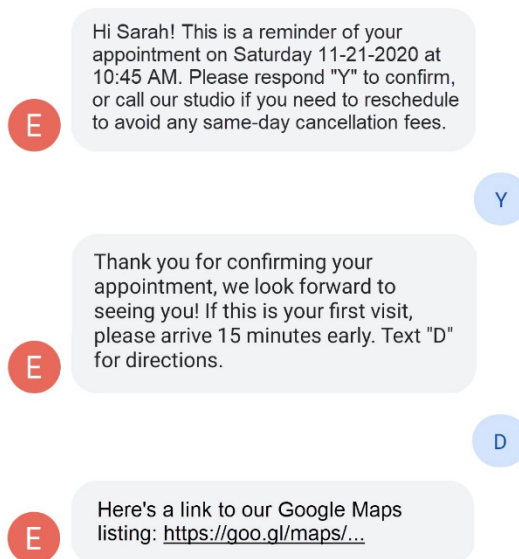 Hi Sarah! This is a reminder of your
appointment on Saturday 11-21-2020 at
10:45 AM. Please respond "Y" to confirm,
or call our studio if you need to reschedule
to avoid any same-day cancellation fees.
E
Y
Thank you for confirming your
appointment, we look forward to
seeing you! If this is your first visit,
please arrive 15 minutes early. Text "D"
for directions.
E
D
Here's a link to our Google Maps
listing: https://goo.gl/maps/...
E